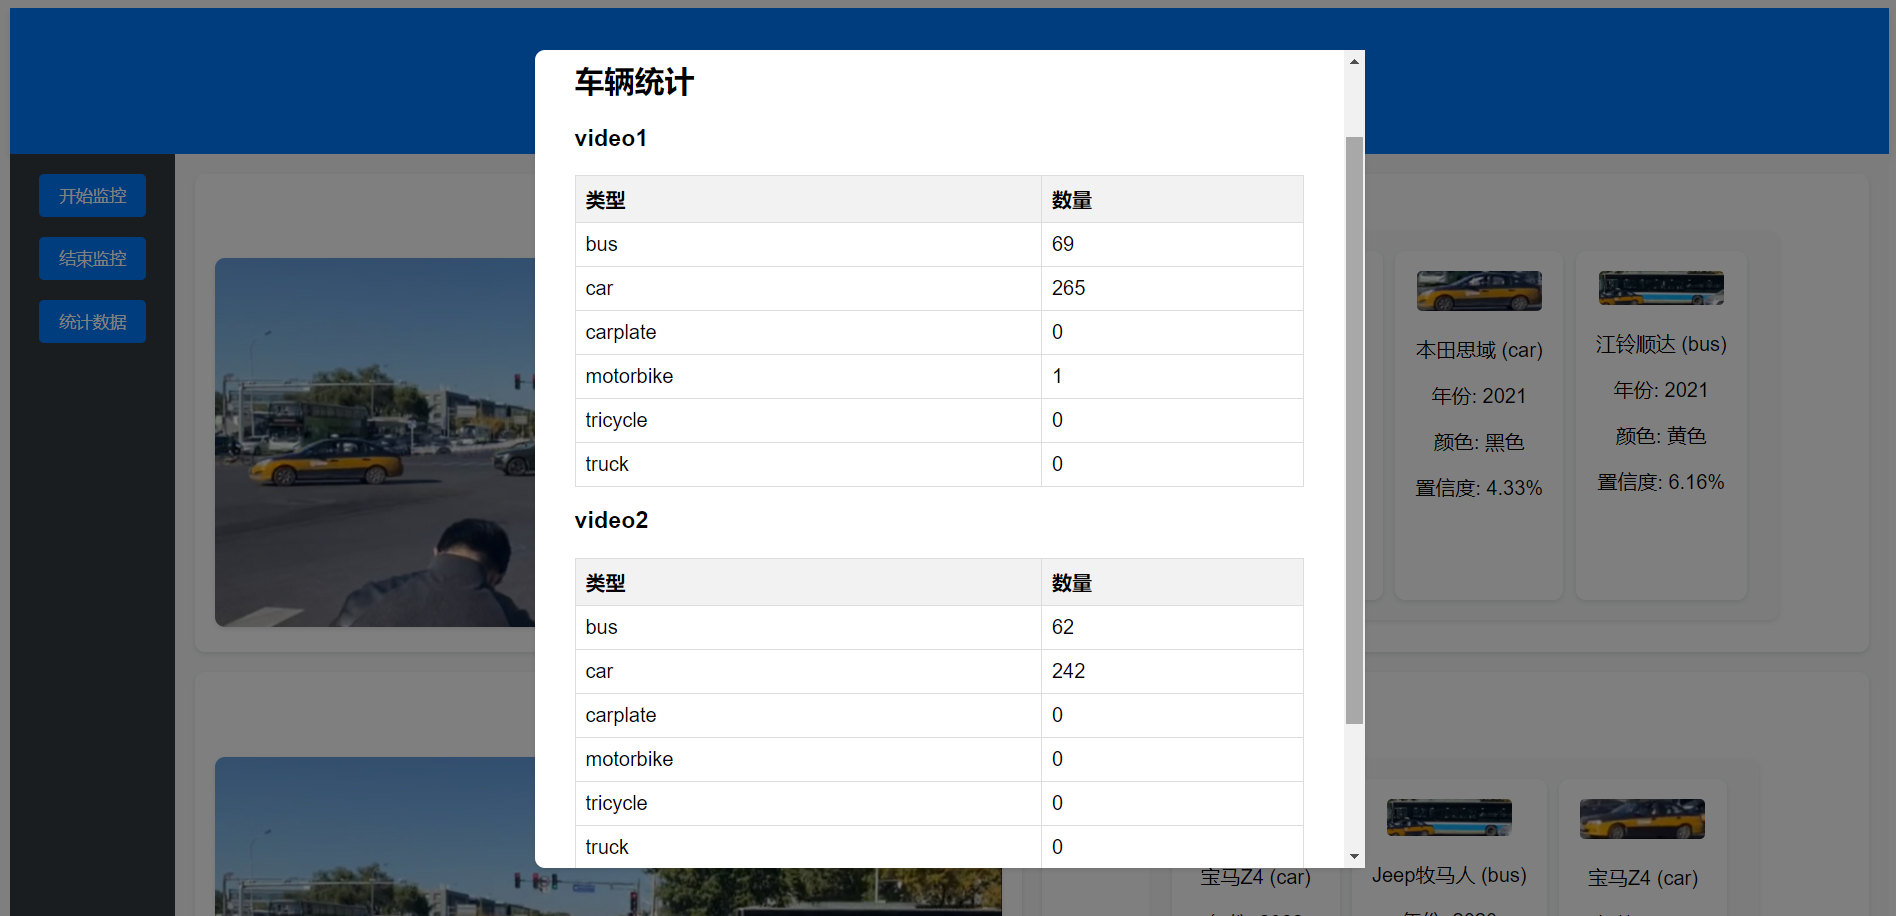 车辆统计
video1
类型 数量
bus 69
car 265
carplate 0
motorbike 1
tricycle 0
truck 0
video2
类型 数量
bus 62
car 242
carplate 0
motorbike 0
tricycle 0
truck 0
开始监控
结束监控
统计数据
本田思域 (car)
年份: 2021
颜色: 黑色
置信度: 4.33%
江铃顺达 (bus)
年份: 2021
颜色: 黄色
置信度: 6.16%
宝马Z4 (car)
Jeep牧马人 (bus)
宝马Z4 (car)